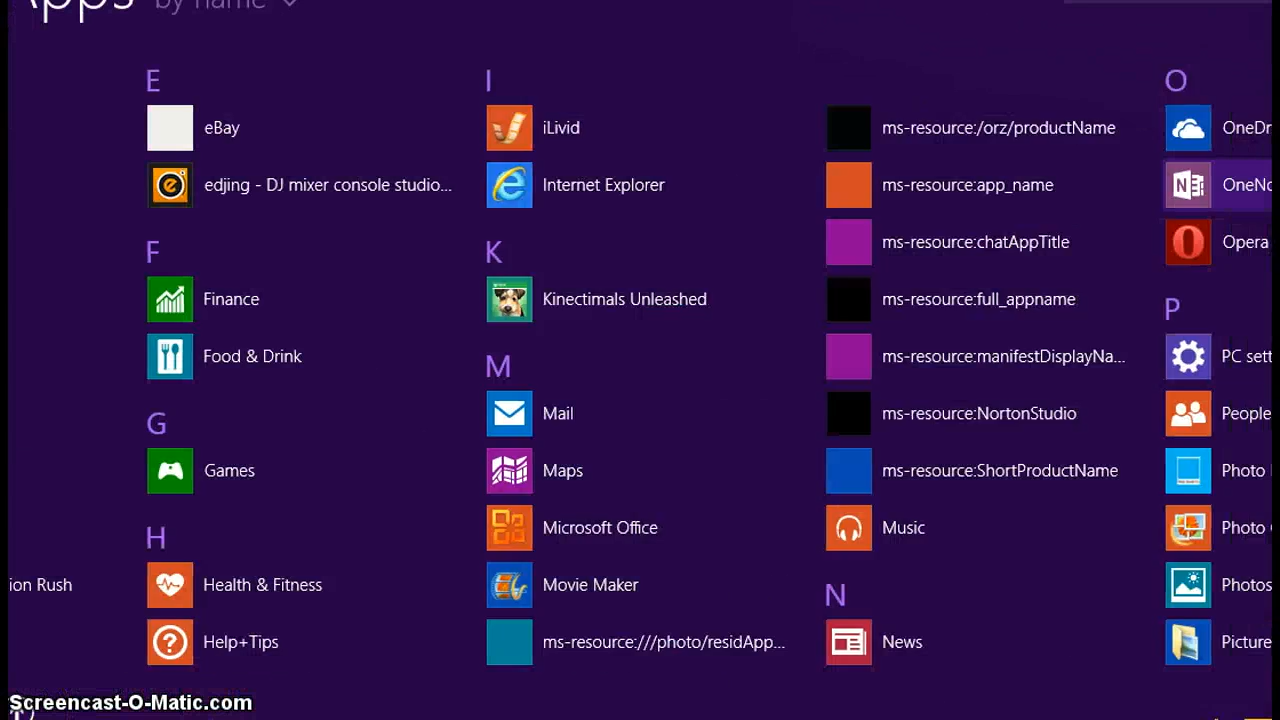 Apps by name
E
eBay
edjing - DJ mixer console studio...
F
Finance
Food & Drink
G
Games
H
ion Rush
Health & Fitness
Help+Tips
I
iLivid
Internet Explorer
K
Kinectimals Unleashed
M
Mail
Maps
Microsoft Office
Movie Maker
ms-resource:///photo/residApp...
ms-resource:/orz/productName
ms-resource:app_name
ms-resource:chatAppTitle
ms-resource:full_appname
ms-resource:manifestDisplayNa...
ms-resource:NortonStudio
ms-resource:ShortProductName
Music
N
News
O
OneDr
OneNo
Opera
P
PC sett
People
Photo
Photo
Photos
Picture
Screencast-O-Matic.com